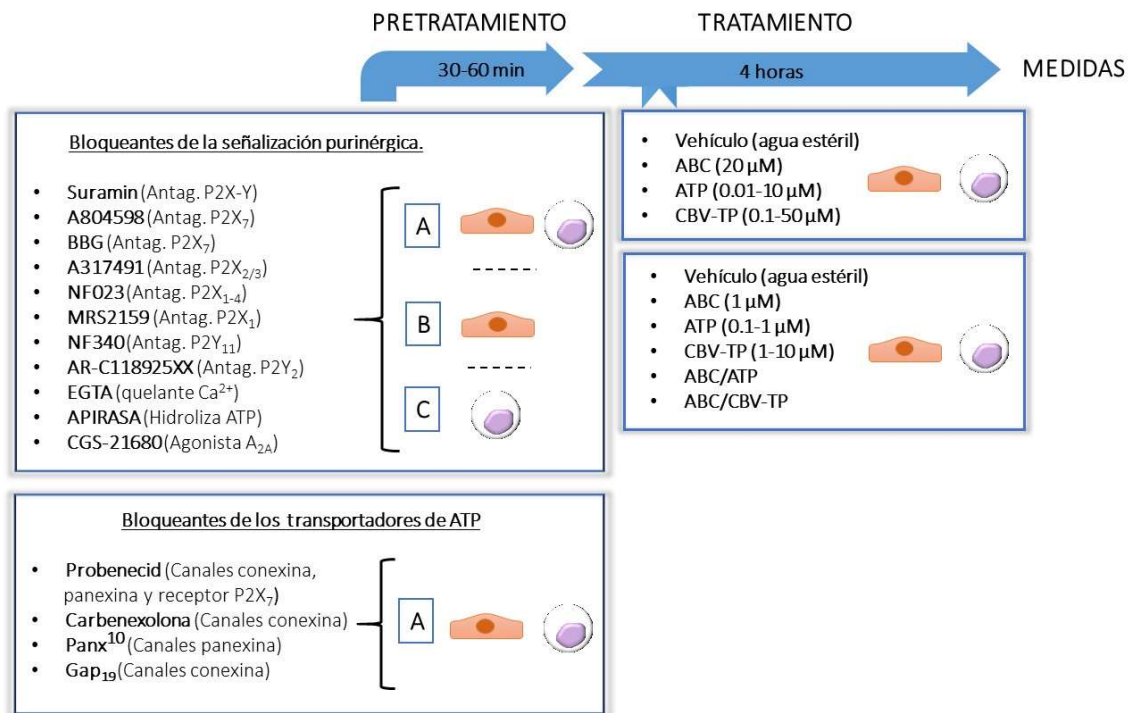 PRETRATAMIENTO
TRATAMIENTO
30-60 min
4 horas
MEDIDAS
Bloqueantes de la señalización purinérgica.
• Suramin (Antag. P2X-Y)
• A804598 (Antag. P2X₇)
• BBG (Antag. P2X₇)
• A317491 (Antag. P2X₂/₃)
• NF023 (Antag. P2X₁₋₄)
• MRS2159 (Antag. P2X₁)
• NF340 (Antag. P2Y₁₁)
• AR-C118925XX (Antag. P2Y₂)
• EGTA (quelante Ca²⁺)
• APIRASA (Hidroliza ATP)
• CGS-21680 (Agonista A₂A)
A
B
C
• Vehículo (agua estéril)
• ABC (20 µM)
• ATP (0.01-10 µM)
• CBV-TP (0.1-50 µM)
• Vehículo (agua estéril)
• ABC (1 µM)
• ATP (0.1-1 µM)
• CBV-TP (1-10 µM)
• ABC/ATP
• ABC/CBV-TP
Bloqueantes de los transportadores de ATP
• Probenecid (Canales conexina,
panexina y receptor P2X₇)
• Carbenexolona (Canales conexina)
• Panx¹⁰ (Canales panexina)
• Gap₁₉ (Canales conexina)
A